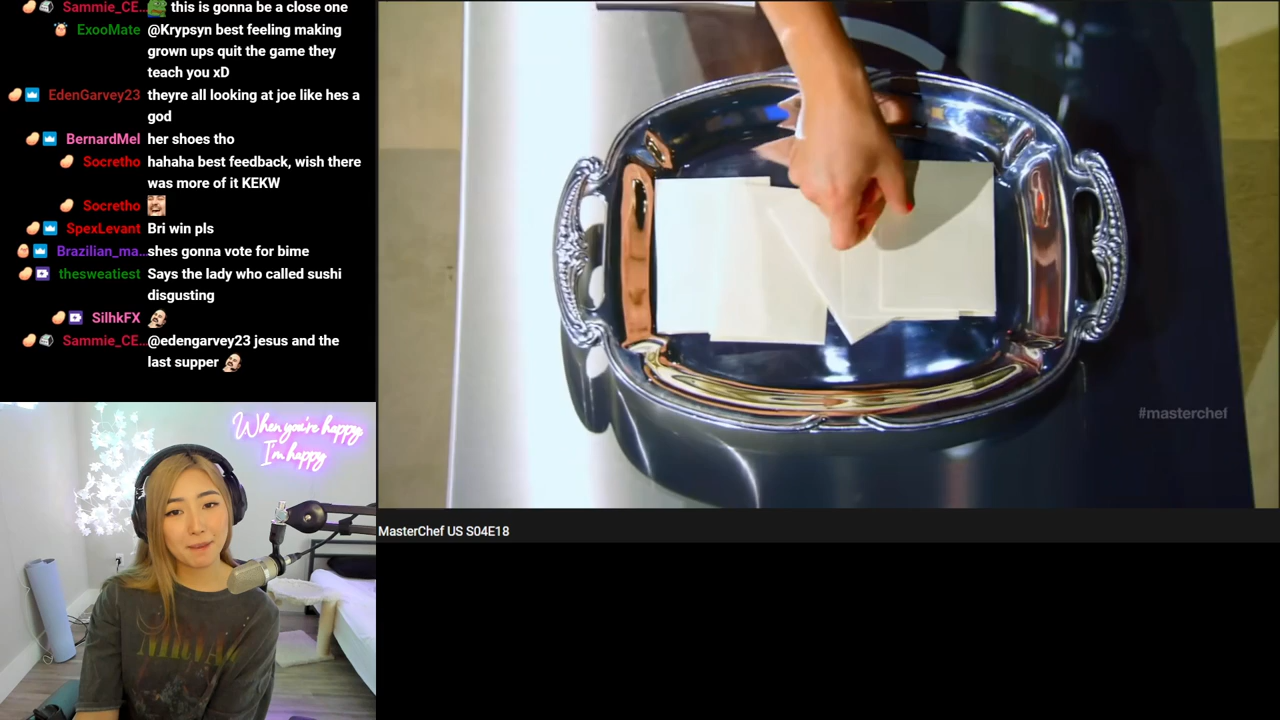 Sammie_CE... this is gonna be a close one
ExooMate @Krypsyn best feeling making
grown ups quit the game they
teach you xD
EdenGarvey23 theyre all looking at joe like hes a
god
BernardMel her shoes tho
Socretho hahaha best feedback, wish there
was more of it KEKW
Socretho
SpexLevant Bri win pls
Brazilian_ma... shes gonna vote for bime
thesweatiest Says the lady who called sushi
disgusting
SilhkFX
Sammie_CE... @edengarvey23 jesus and the
last supper
When you're happy
I'm happy
NIRVANA
#masterchef
MasterChef US S04E18